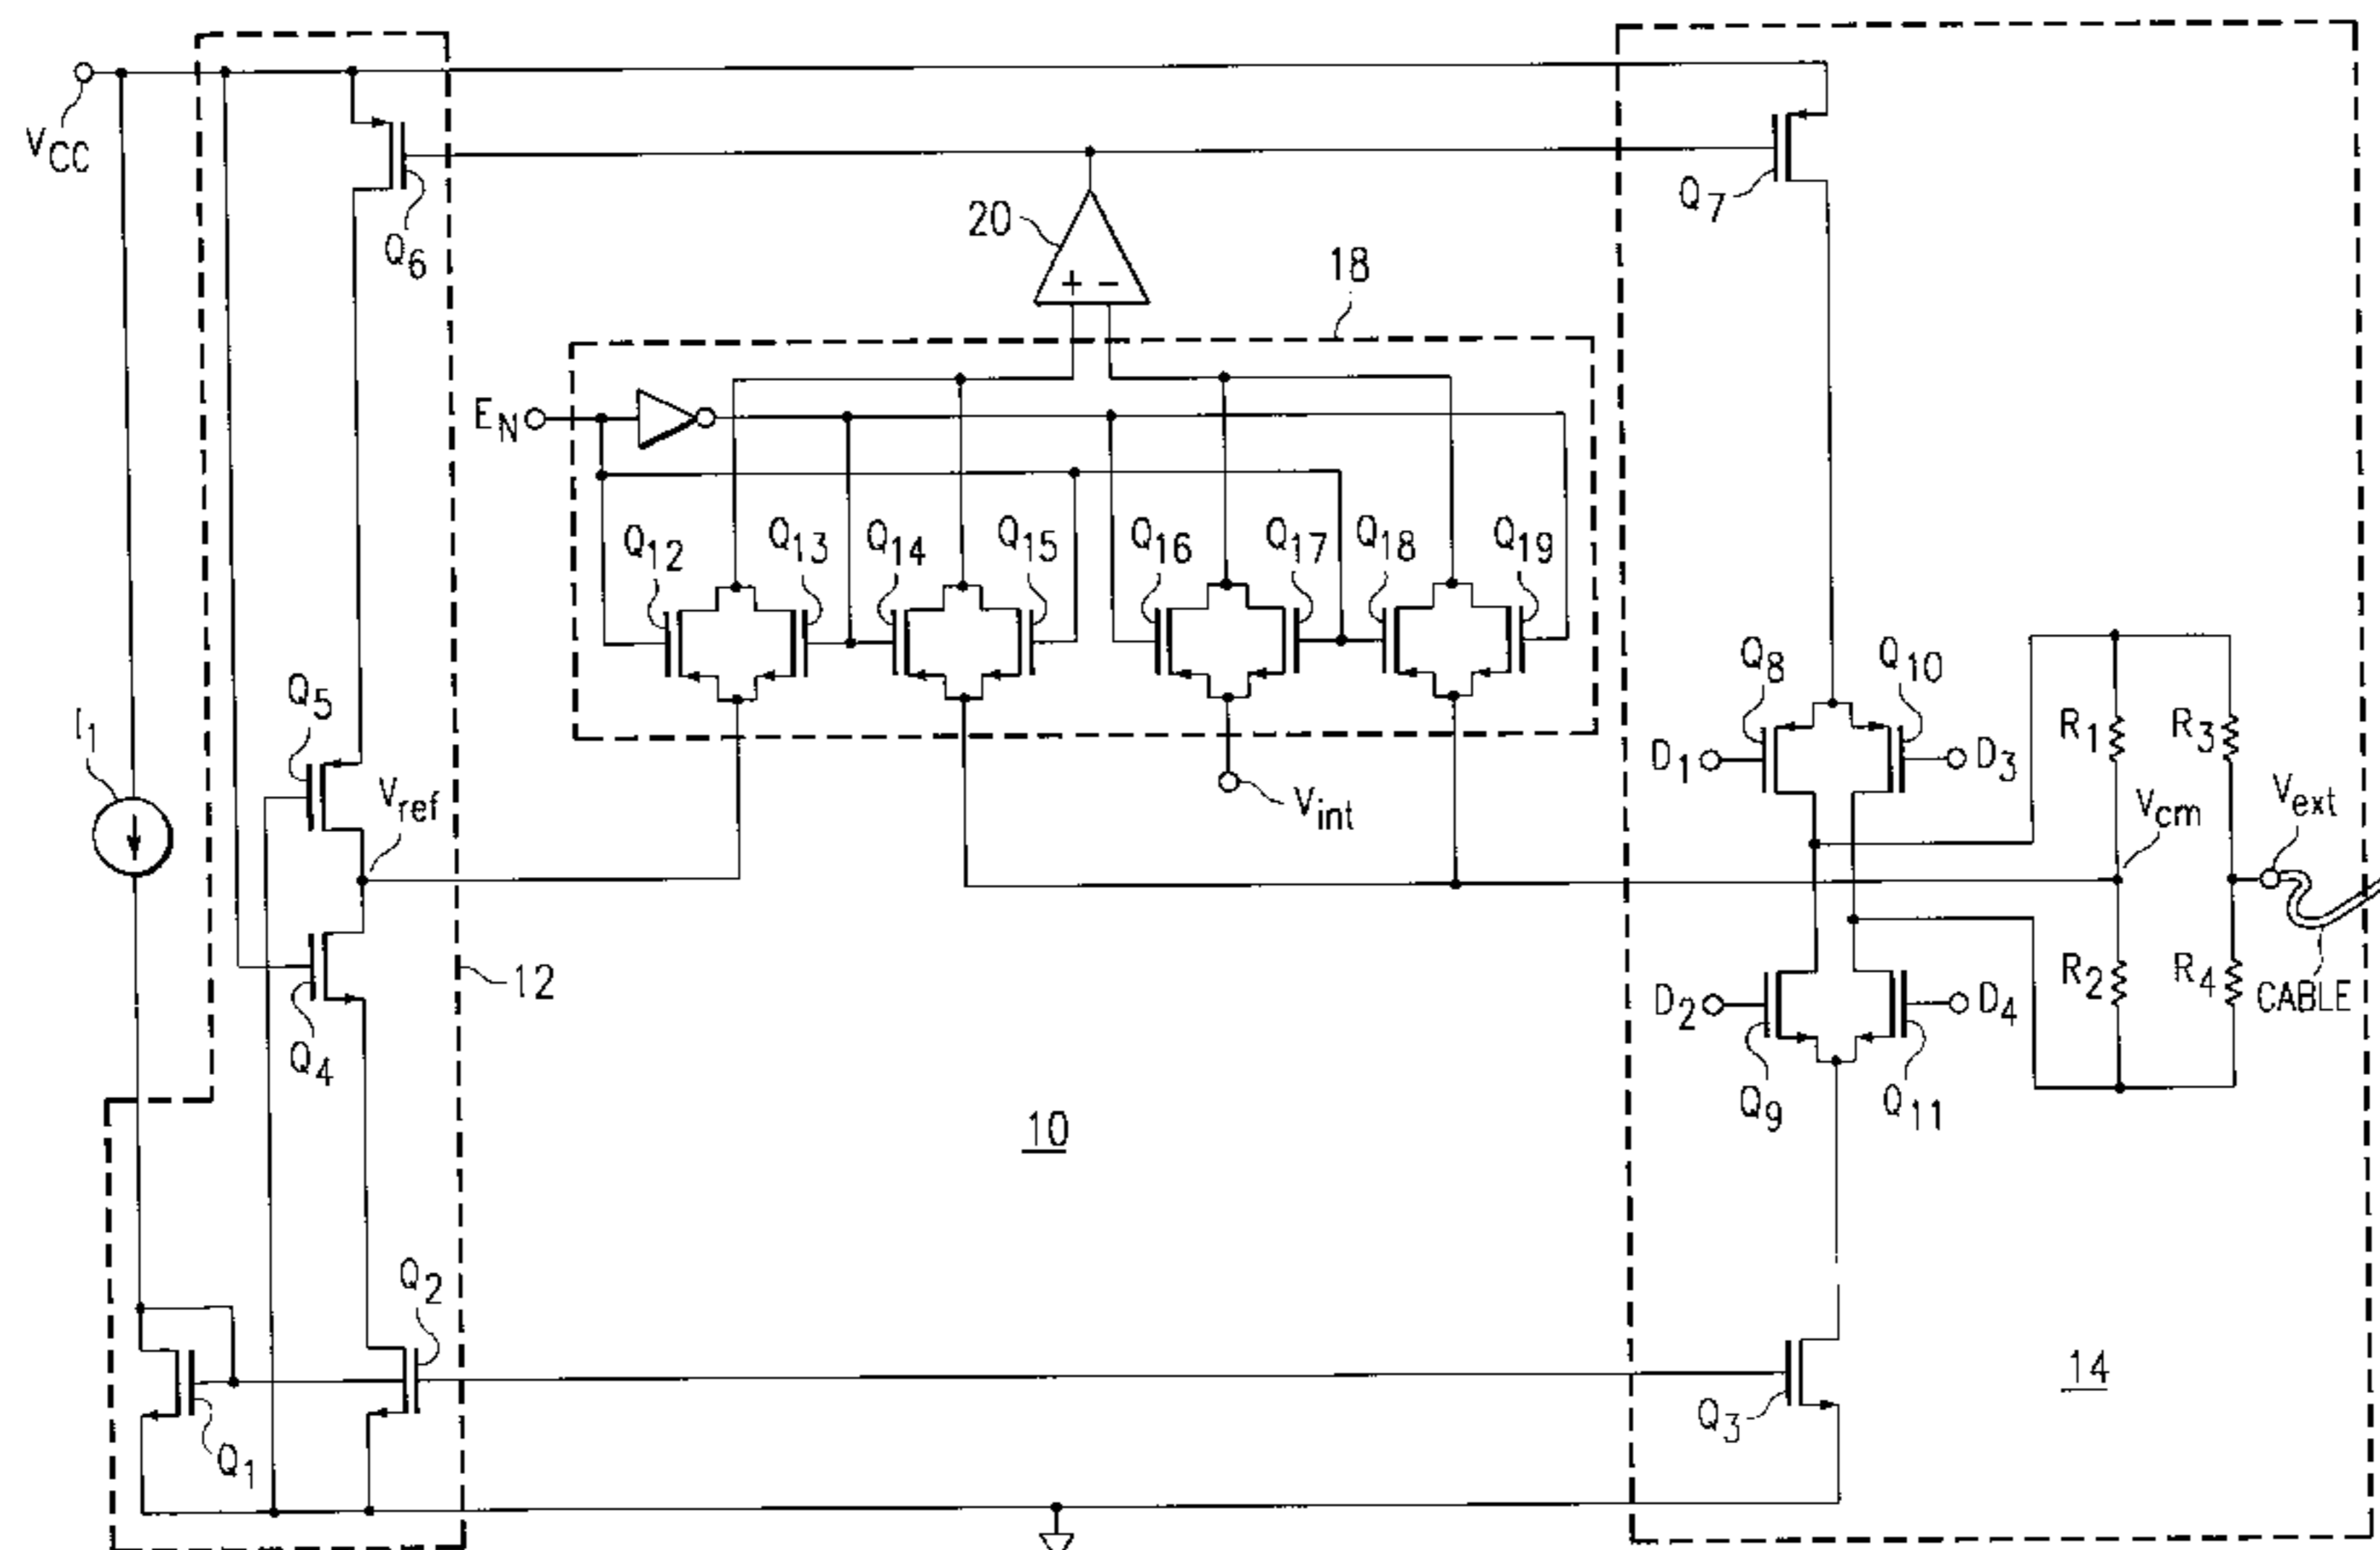 V_CC
Q_6
Q_7
20
+ −
18
E_N
Q_12
Q_13
Q_14
Q_15
Q_16
Q_17
Q_18
Q_19
Q_8
Q_10
R_1
R_3
I_1
Q_5
V_ref
D_1
D_3
V_int
V_cm
V_ext
12
Q_4
D_2
D_4
R_2
R_4
CABLE
Q_9
Q_11
10
Q_2
14
Q_3
Q_1